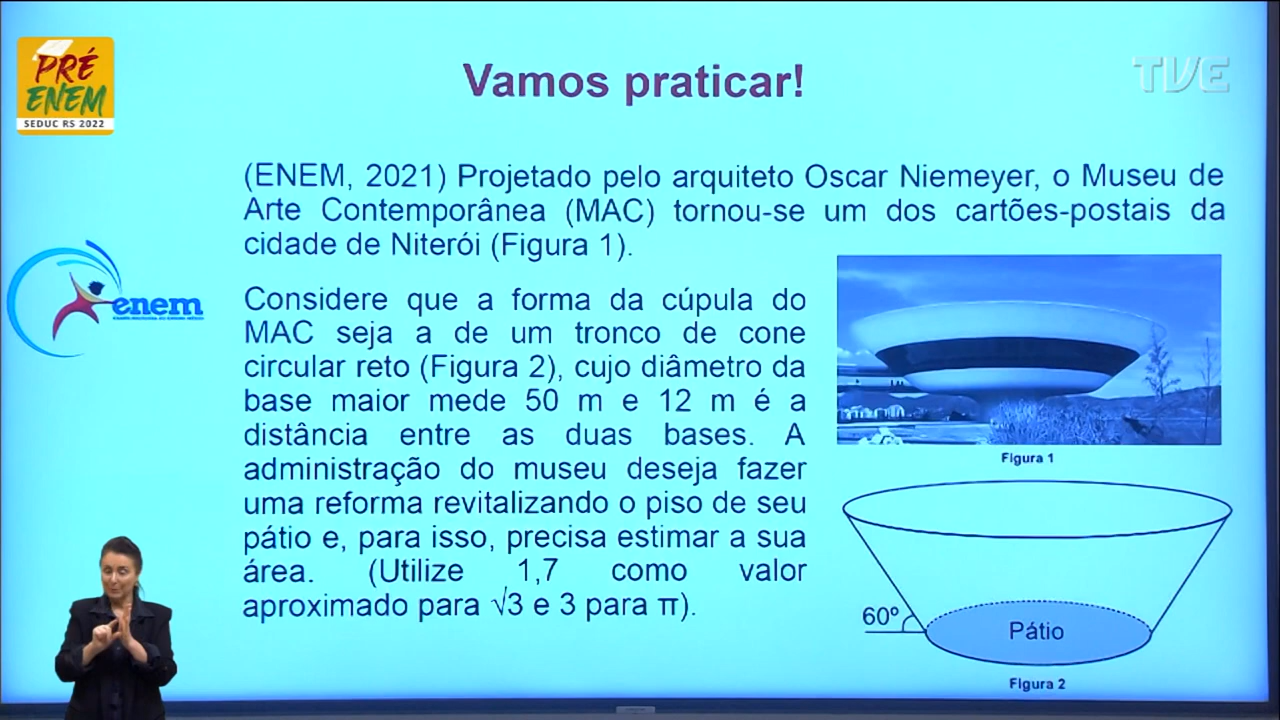 PRÉ
ENEM
SEDUC RS 2022
Vamos praticar!
TVE
(ENEM, 2021) Projetado pelo arquiteto Oscar Niemeyer, o Museu de
Arte Contemporânea (MAC) tornou-se um dos cartões-postais da
cidade de Niterói (Figura 1).
enem
Considere que a forma da cúpula do
MAC seja a de um tronco de cone
circular reto (Figura 2), cujo diâmetro da
base maior mede 50 m e 12 m é a
distância entre as duas bases. A
administração do museu deseja fazer
uma reforma revitalizando o piso de seu
pátio e, para isso, precisa estimar a sua
área. (Utilize 1,7 como valor
aproximado para √3 e 3 para π).
Figura 1
60º
Pátio
Figura 2